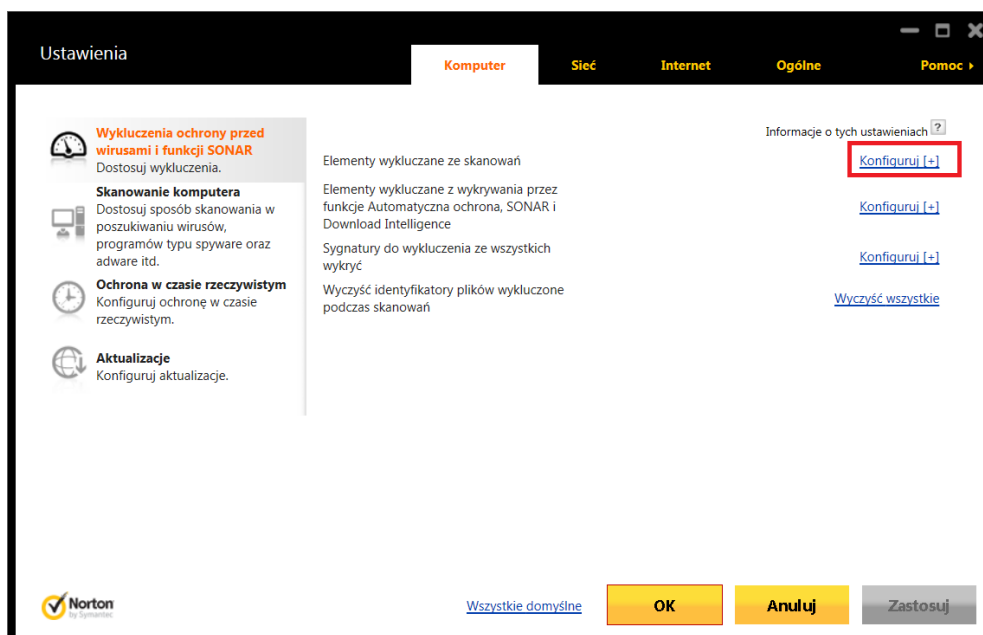 Ustawienia
Komputer
Sieć
Internet
Ogólne
Pomoc
Wykluczenia ochrony przed
wirusami i funkcji SONAR
Dostosuj wykluczenia.
Skanowanie komputera
Dostosuj sposób skanowania w
poszukiwaniu wirusów,
programów typu spyware oraz
adware itd.
Ochrona w czasie rzeczywistym
Konfiguruj ochronę w czasie
rzeczywistym.
Aktualizacje
Konfiguruj aktualizacje.
Informacje o tych ustawieniach ?
Elementy wykluczane ze skanowań
Konfiguruj [+]
Elementy wykluczane z wykrywania przez
funkcje Automatyczna ochrona, SONAR i
Download Intelligence
Konfiguruj [+]
Sygnatury do wykluczenia ze wszystkich
wykryć
Konfiguruj [+]
Wyczyść identyfikatory plików wykluczone
podczas skanowań
Wyczyść wszystkie
Norton
by Symantec
Wszystkie domyślne
OK
Anuluj
Zastosuj